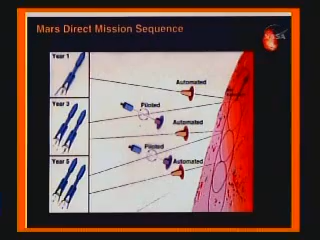 Mars Direct Mission Sequence
NASA
Year 1
Automated
Year 3
Piloted
Automated
Year 5
Piloted
Automated